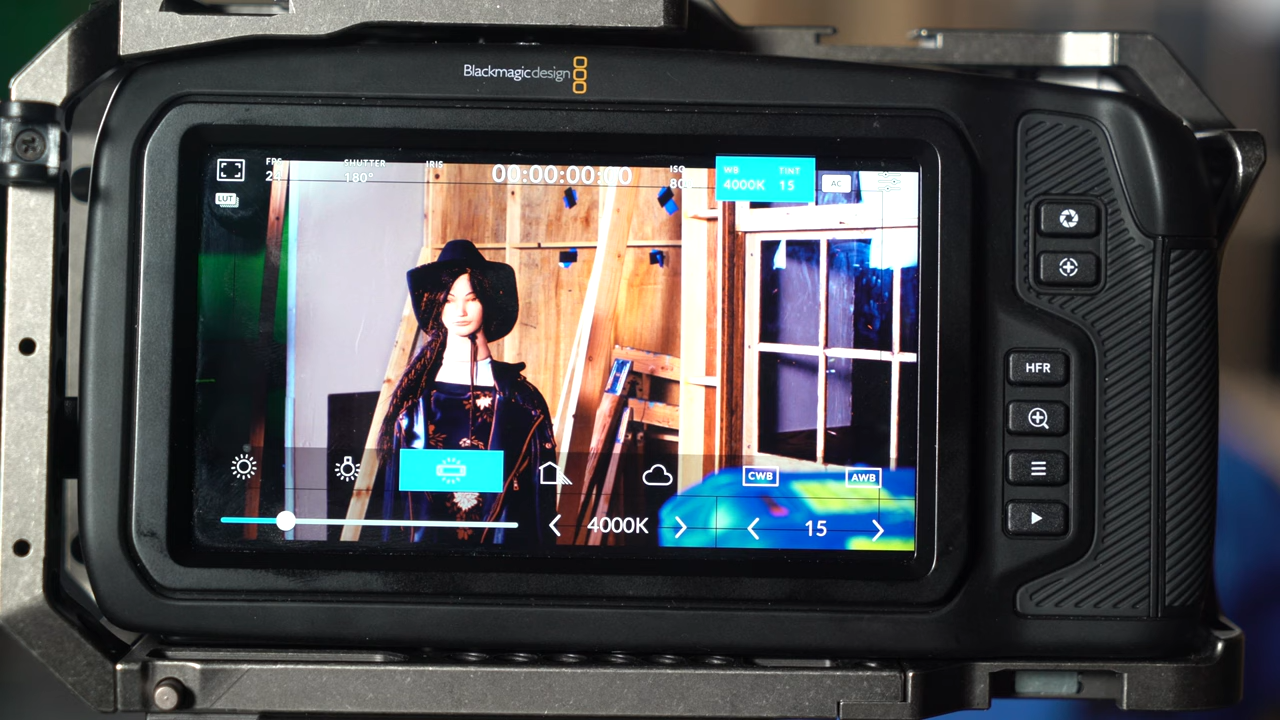 Blackmagicdesign
FPS SHUTTER IRIS 00:00:00:00 ISO WB TINT
180° 4000K 15 AC
LUT
HFR
CWB AWB
4000K 15